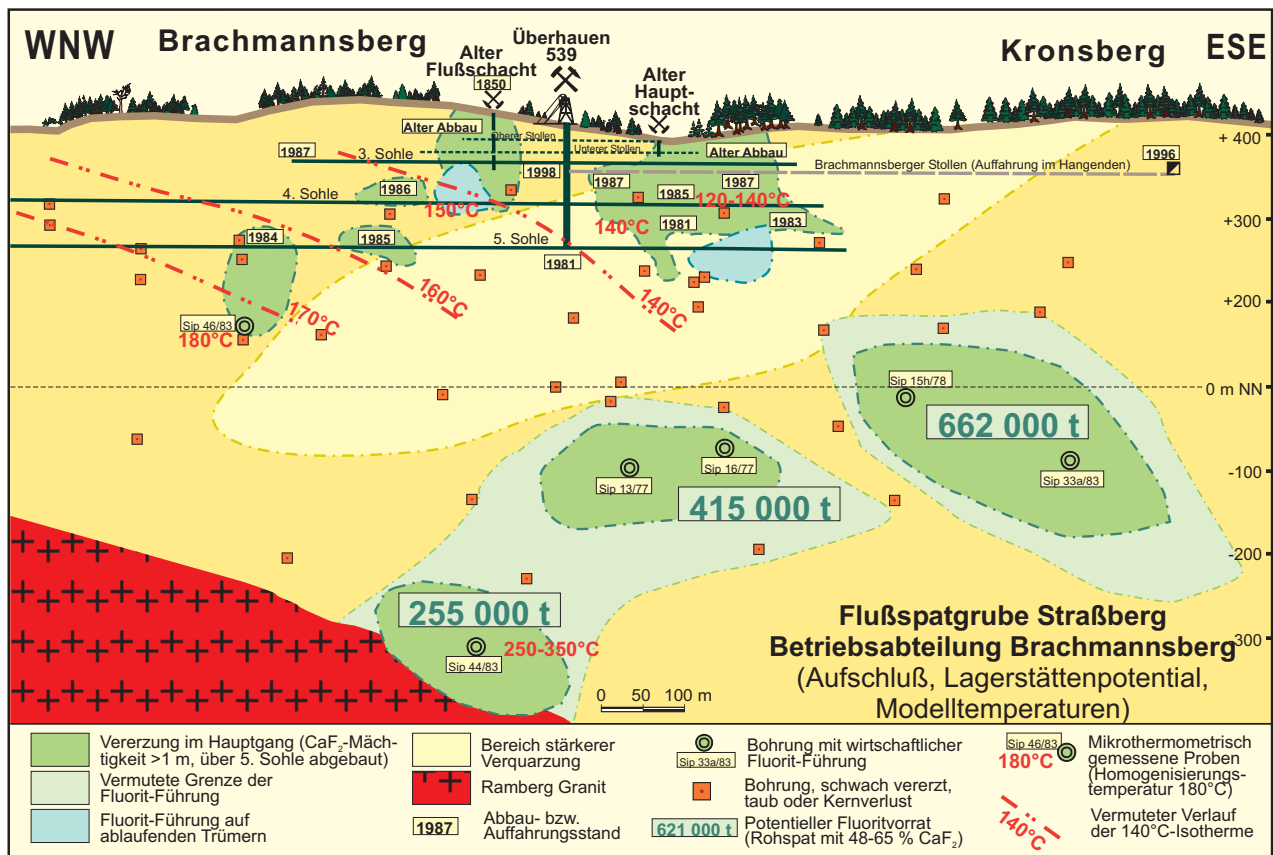 WNW
Brachmannsberg
Alter
Flußschacht
1850
Überhauen
539
Alter
Haupt-
schacht
Kronsberg
ESE
+ 400
Alter Abbau
Oberer Stollen
Unterer Stollen
Alter Abbau
1987
3. Sohle
1998
Brachmannsberger Stollen (Auffahrung im Hangenden)
1996
4. Sohle
1986
150°C
1987
1985
1987
120-140°C
+300
140°C
1981
1983
1984
1985
5. Sohle
1981
160°C
140°C
170°C
+200
Sip 46/83
180°C
0 m NN
Sip 15h/78
662 000 t
Sip 33a/83
Sip 13/77
Sip 16/77
-100
415 000 t
-200
255 000 t
Sip 44/83
250-350°C
-300
0 50 100 m
Flußspatgrube Straßberg
Betriebsabteilung Brachmannsberg
(Aufschluß, Lagerstättenpotential,
Modelltemperaturen)
Vererzung im Hauptgang (CaF₂-Mäch-
tigkeit >1 m, über 5. Sohle abgebaut)
Vermutete Grenze der
Fluorit-Führung
Fluorit-Führung auf
ablaufenden Trümern
Bereich stärkerer
Verquarzung
Ramberg Granit
1987
Abbau- bzw.
Auffahrungsstand
Sip 33a/83
Bohrung mit wirtschaftlicher
Fluorit-Führung
Bohrung, schwach vererzt,
taub oder Kernverlust
621 000 t
Potentieller Fluoritvorrat
(Rohspat mit 48-65 % CaF₂)
Sip 46/83
180°C
Mikrothermometrisch
gemessene Proben
(Homogenisierungs-
temperatur 180°C)
140°C
Vermuteter Verlauf
der 140°C-Isotherme